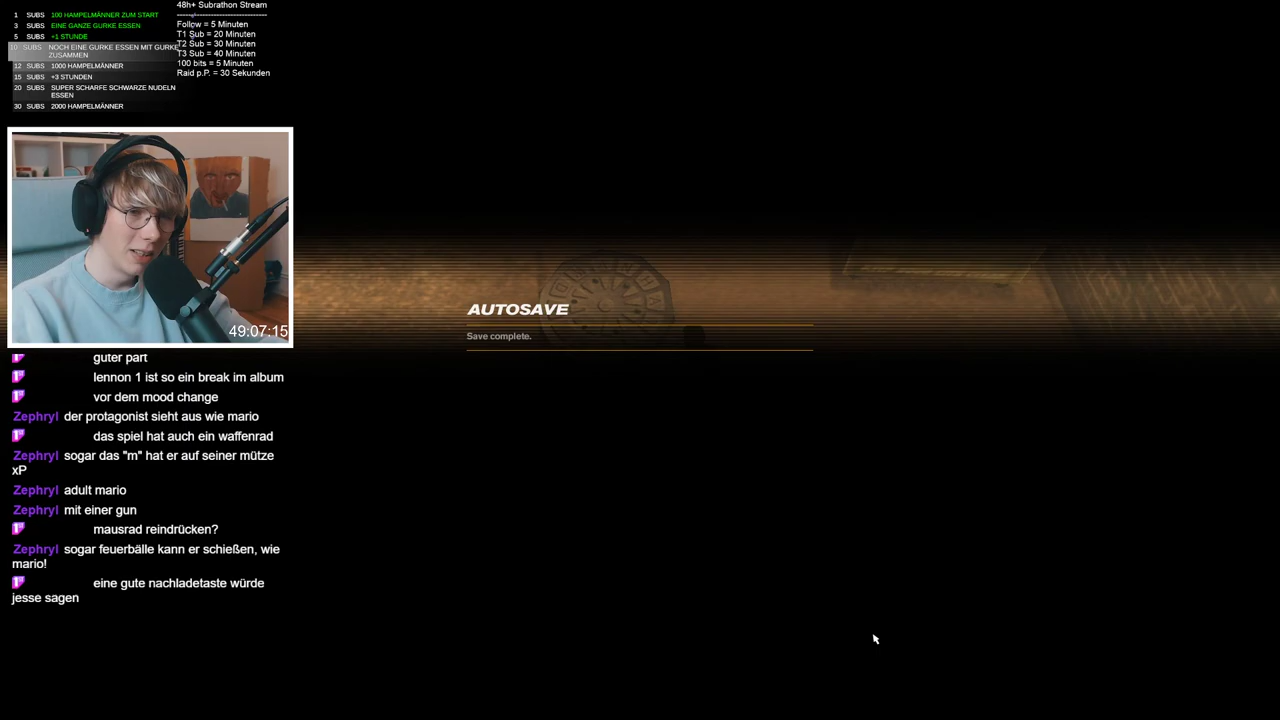 1 SUBS 100 HAMPELMÄNNER ZUM START
3 SUBS EINE GANZE GURKE ESSEN
5 SUBS +1 STUNDE
10 SUBS NOCH EINE GURKE ESSEN MIT GURKE
ZUSAMMEN
12 SUBS 1000 HAMPELMÄNNER
15 SUBS +3 STUNDEN
20 SUBS SUPER SCHARFE SCHWARZE NUDELN
ESSEN
30 SUBS 2000 HAMPELMÄNNER
48h+ Subrathon Stream
Follow = 5 Minuten
T1 Sub = 20 Minuten
T2 Sub = 30 Minuten
T3 Sub = 40 Minuten
100 bits = 5 Minuten
Raid p.P. = 30 Sekunden
49:07:15
guter part
lennon 1 ist so ein break im album
vor dem mood change
Zephryl der protagonist sieht aus wie mario
das spiel hat auch ein waffenrad
Zephryl sogar das "m" hat er auf seiner mütze
xP
Zephryl adult mario
Zephryl mit einer gun
mausrad reindrücken?
Zephryl sogar feuerbälle kann er schießen, wie
mario!
eine gute nachladetaste würde
jesse sagen
AUTOSAVE
Save complete.